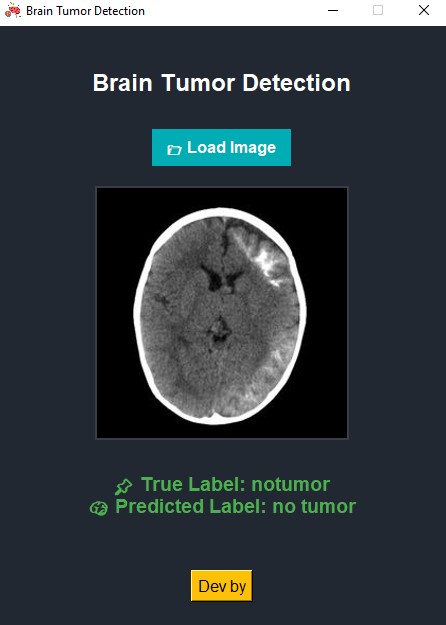 Brain Tumor Detection
Brain Tumor Detection
Load Image
True Label: notumor
Predicted Label: no tumor
Dev by